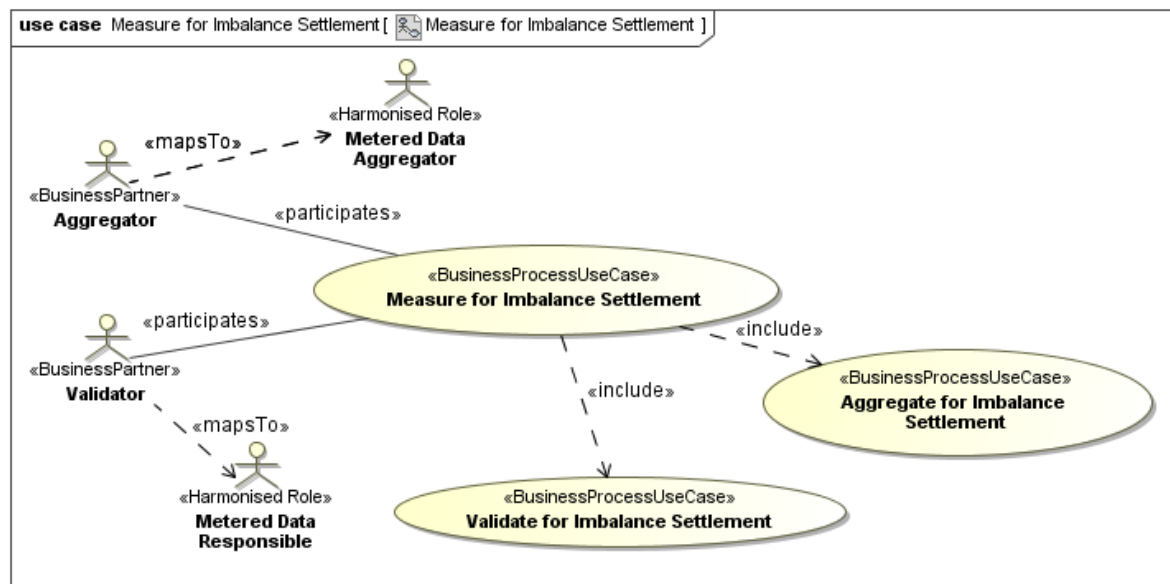 use case Measure for Imbalance Settlement [ Measure for Imbalance Settlement ]
«Harmonised Role»
Metered Data
Aggregator
«mapsTo»
«BusinessPartner»
Aggregator
«participates»
«BusinessProcessUseCase»
Measure for Imbalance Settlement
«participates»
«BusinessPartner»
Validator
«include»
«include»
«BusinessProcessUseCase»
Aggregate for Imbalance
Settlement
«mapsTo»
«Harmonised Role»
Metered Data
Responsible
«BusinessProcessUseCase»
Validate for Imbalance Settlement